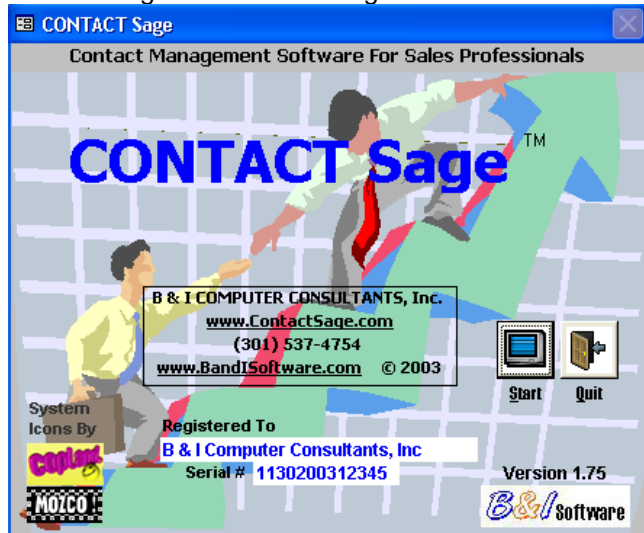 CONTACT Sage
Contact Management Software For Sales Professionals
CONTACT Sage™
B & I COMPUTER CONSULTANTS, Inc.
www.ContactSage.com
(301) 537-4754
www.BandISoftware.com © 2003
Start Quit
System
Icons By
Registered To
B & I Computer Consultants, Inc
Serial # 1130200312345
Version 1.75
MOZCO!
B&I Software